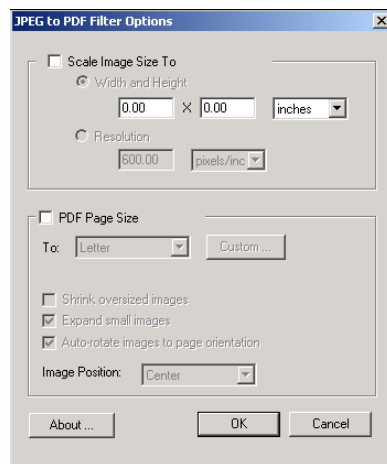 JPEG to PDF Filter Options
Scale Image Size To
Width and Height
0.00 X 0.00 inches
Resolution
600.00 pixels/inc
PDF Page Size
To: Letter Custom ...
Shrink oversized images
Expand small images
Auto-rotate images to page orientation
Image Position: Center
About ... OK Cancel